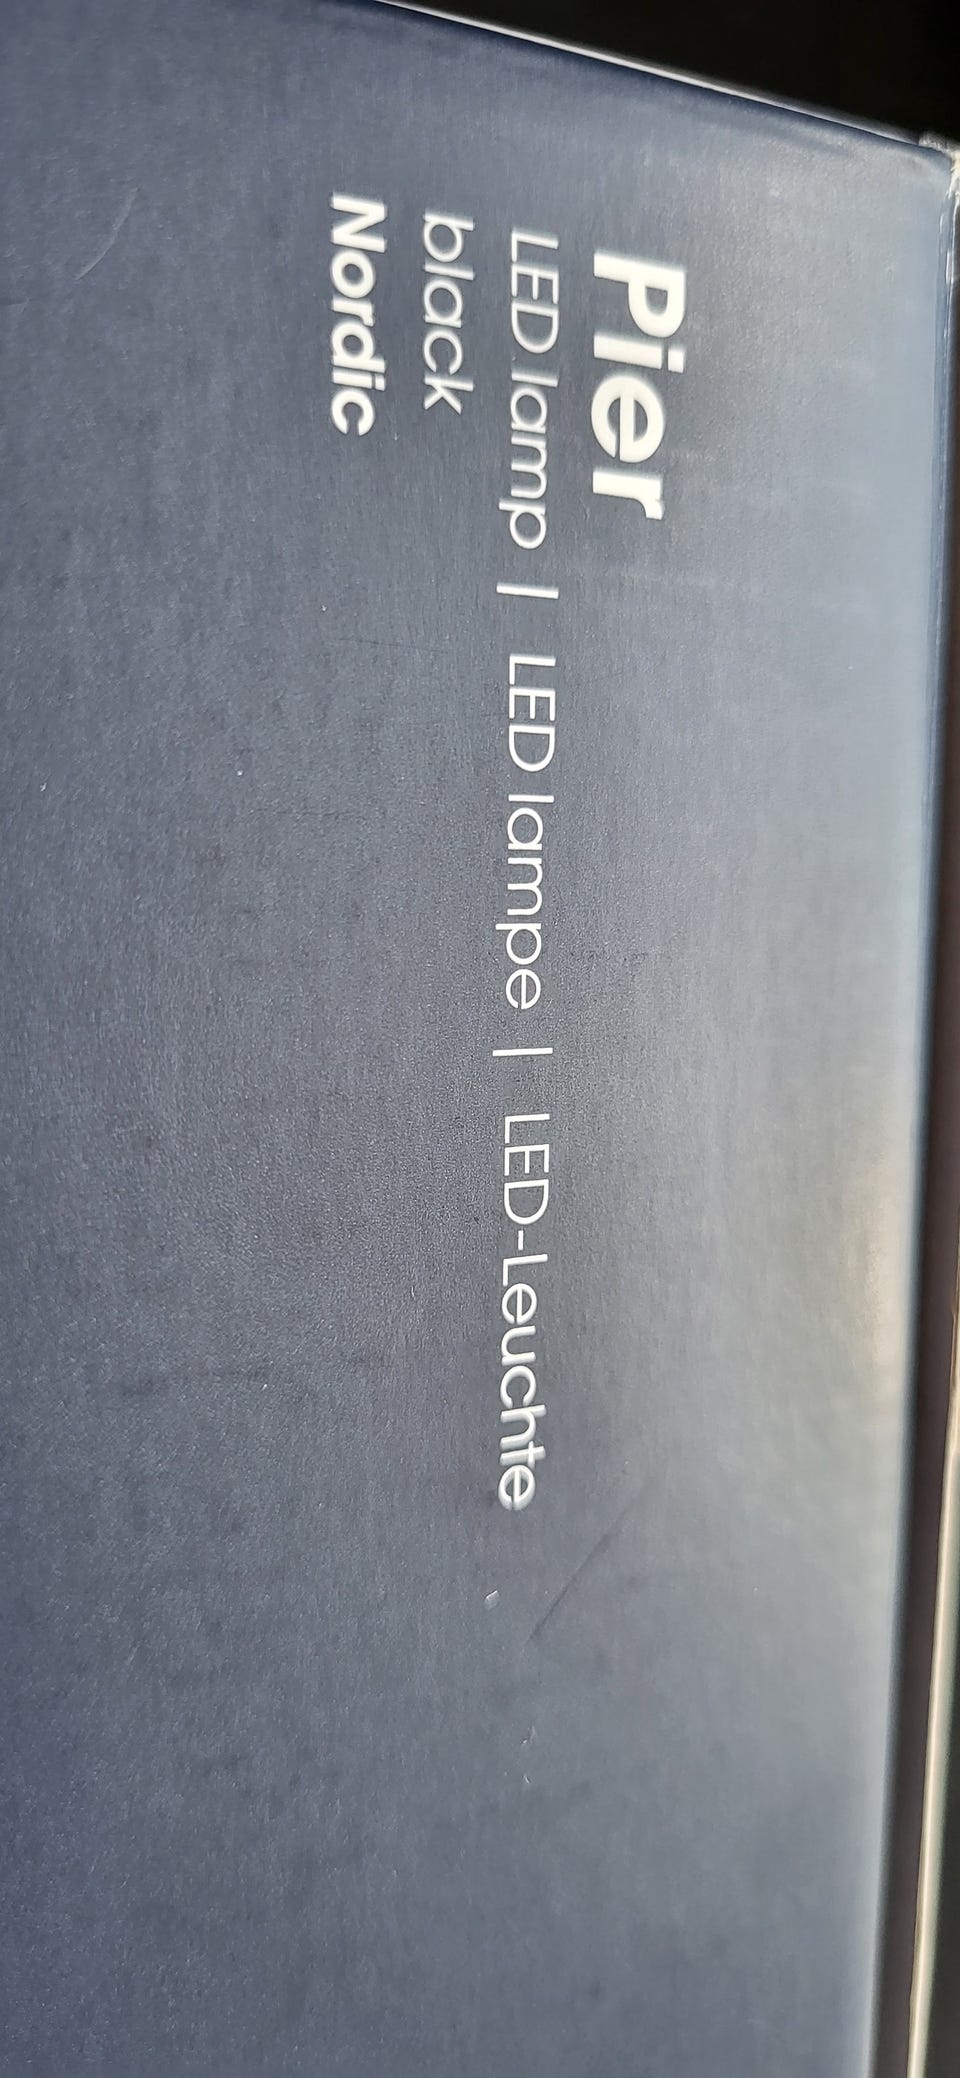 Pier
LED lamp | LED lampe | LED-Leuchte
black
Nordic